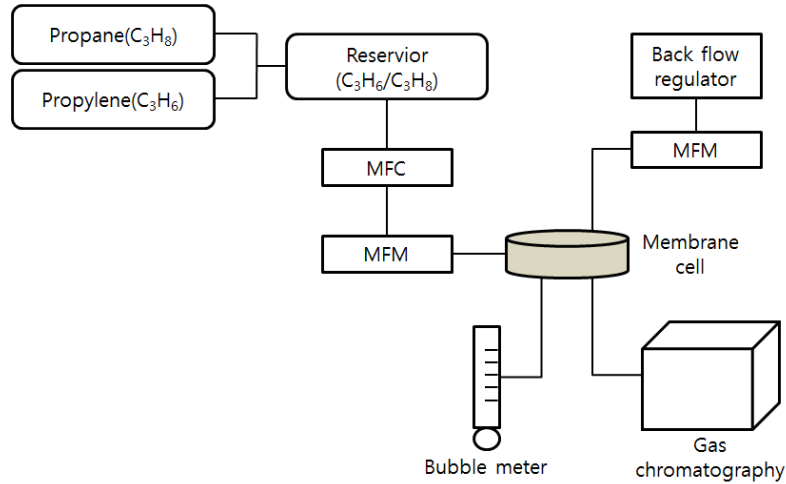 Propane(C₃H₈)
Propylene(C₃H₆)
Reservior
(C₃H₆/C₃H₈)
MFC
MFM
Back flow
regulator
MFM
Membrane
cell
Bubble meter
Gas
chromatography